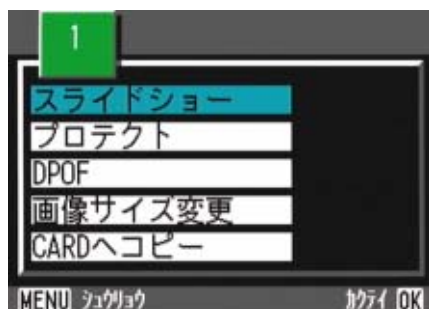 1
スライドショー
プロテクト
DPOF
画像サイズ変更
CARDへコピー
MENU シュウリョウ カクテイ OK